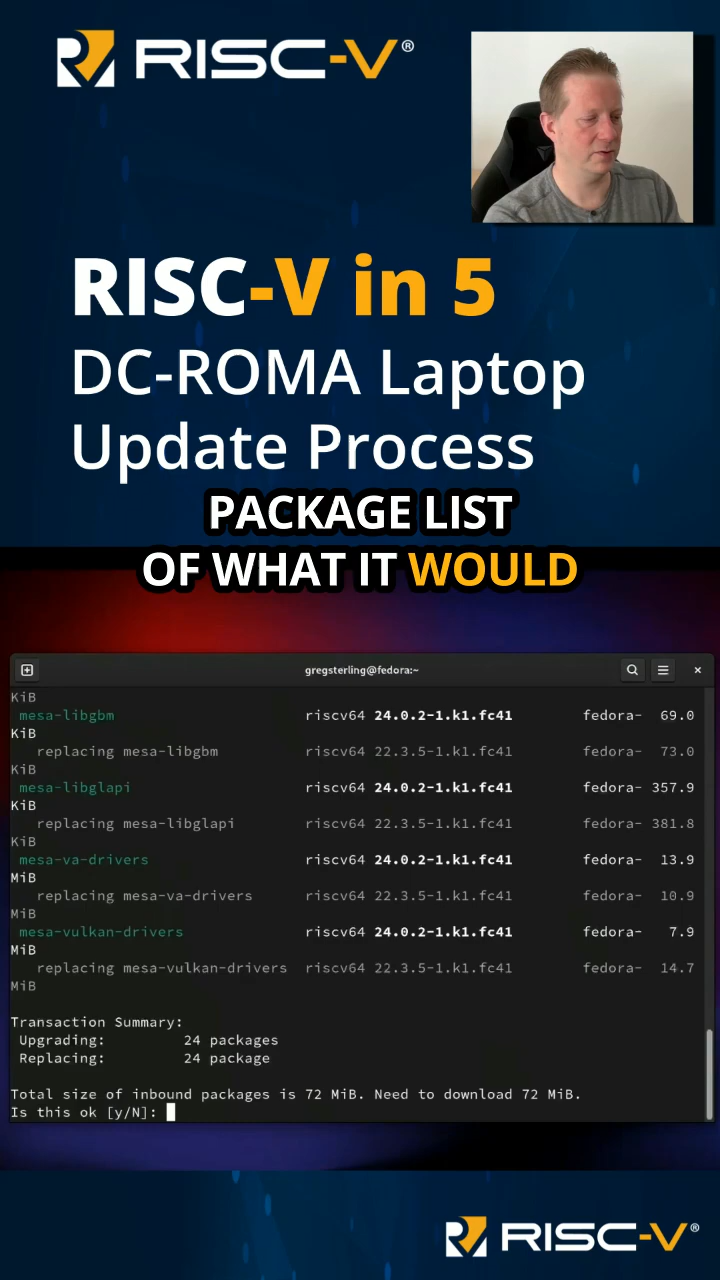 RISC-V®
RISC-V in 5
DC-ROMA Laptop
Update Process
PACKAGE LIST
OF WHAT IT WOULD
gregsterling@fedora:~
KiB
mesa-libgbm riscv64 24.0.2-1.k1.fc41 fedora- 69.0
KiB
replacing mesa-libgbm riscv64 22.3.5-1.k1.fc41 fedora- 73.0
KiB
mesa-libglapi riscv64 24.0.2-1.k1.fc41 fedora- 357.9
KiB
replacing mesa-libglapi riscv64 22.3.5-1.k1.fc41 fedora- 381.8
KiB
mesa-va-drivers riscv64 24.0.2-1.k1.fc41 fedora- 13.9
MiB
replacing mesa-va-drivers riscv64 22.3.5-1.k1.fc41 fedora- 10.9
MiB
mesa-vulkan-drivers riscv64 24.0.2-1.k1.fc41 fedora- 7.9
MiB
replacing mesa-vulkan-drivers riscv64 22.3.5-1.k1.fc41 fedora- 14.7
MiB
Transaction Summary:
Upgrading: 24 packages
Replacing: 24 package
Total size of inbound packages is 72 MiB. Need to download 72 MiB.
Is this ok [y/N]:
RISC-V®